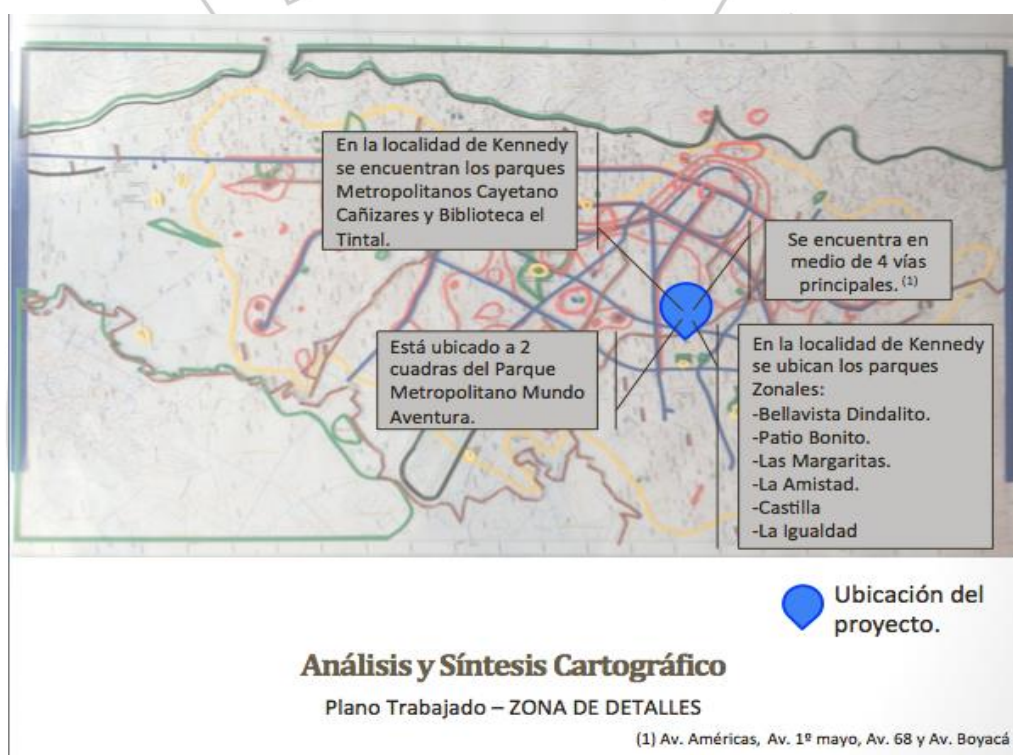 En la localidad de Kennedy
se encuentran los parques
Metropolitanos Cayetano
Cañizares y Biblioteca el
Tintal.
Se encuentra en
medio de 4 vías
principales. (1)
Está ubicado a 2
cuadras del Parque
Metropolitano Mundo
Aventura.
En la localidad de Kennedy
se ubican los parques
Zonales:
-Bellavista Dindalito.
-Patio Bonito.
-Las Margaritas.
-La Amistad.
-Castilla
-La Igualdad
Ubicación del
proyecto.
Análisis y Síntesis Cartográfico
Plano Trabajado – ZONA DE DETALLES
(1) Av. Américas, Av. 1º mayo, Av. 68 y Av. Boyacá